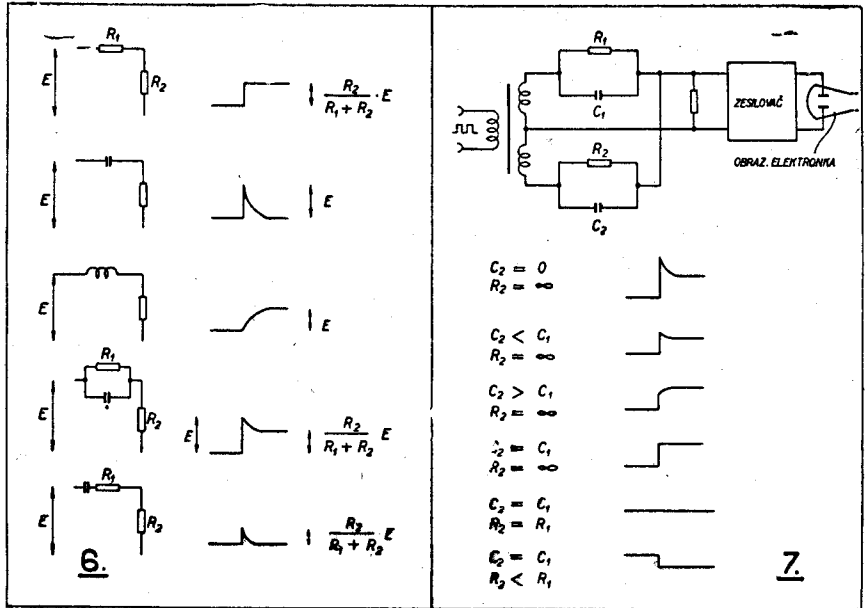 R₁
E
R₂
R₂ / R₁ + R₂ · E
E
E
E
E
R₁
E
R₂
E
R₂ / R₁ + R₂ E
R₁
E
R₂
R₂ / R₁ + R₂ E
6.
R₁
C₁
R₂
C₂
ZESILOVAČ
OBRAZ. ELEKTRONKA
C₂ = 0
R₂ = ∞
C₂ < C₁
R₂ = ∞
C₂ > C₁
R₂ = ∞
C₂ = C₁
R₂ = ∞
C₂ = C₁
R₂ = R₁
C₂ = C₁
R₂ < R₁
7.